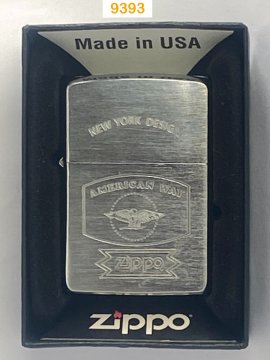 9393
Made in USA
NEW YORK DESIGN
AMERICAN WAY
Zippo
zippo